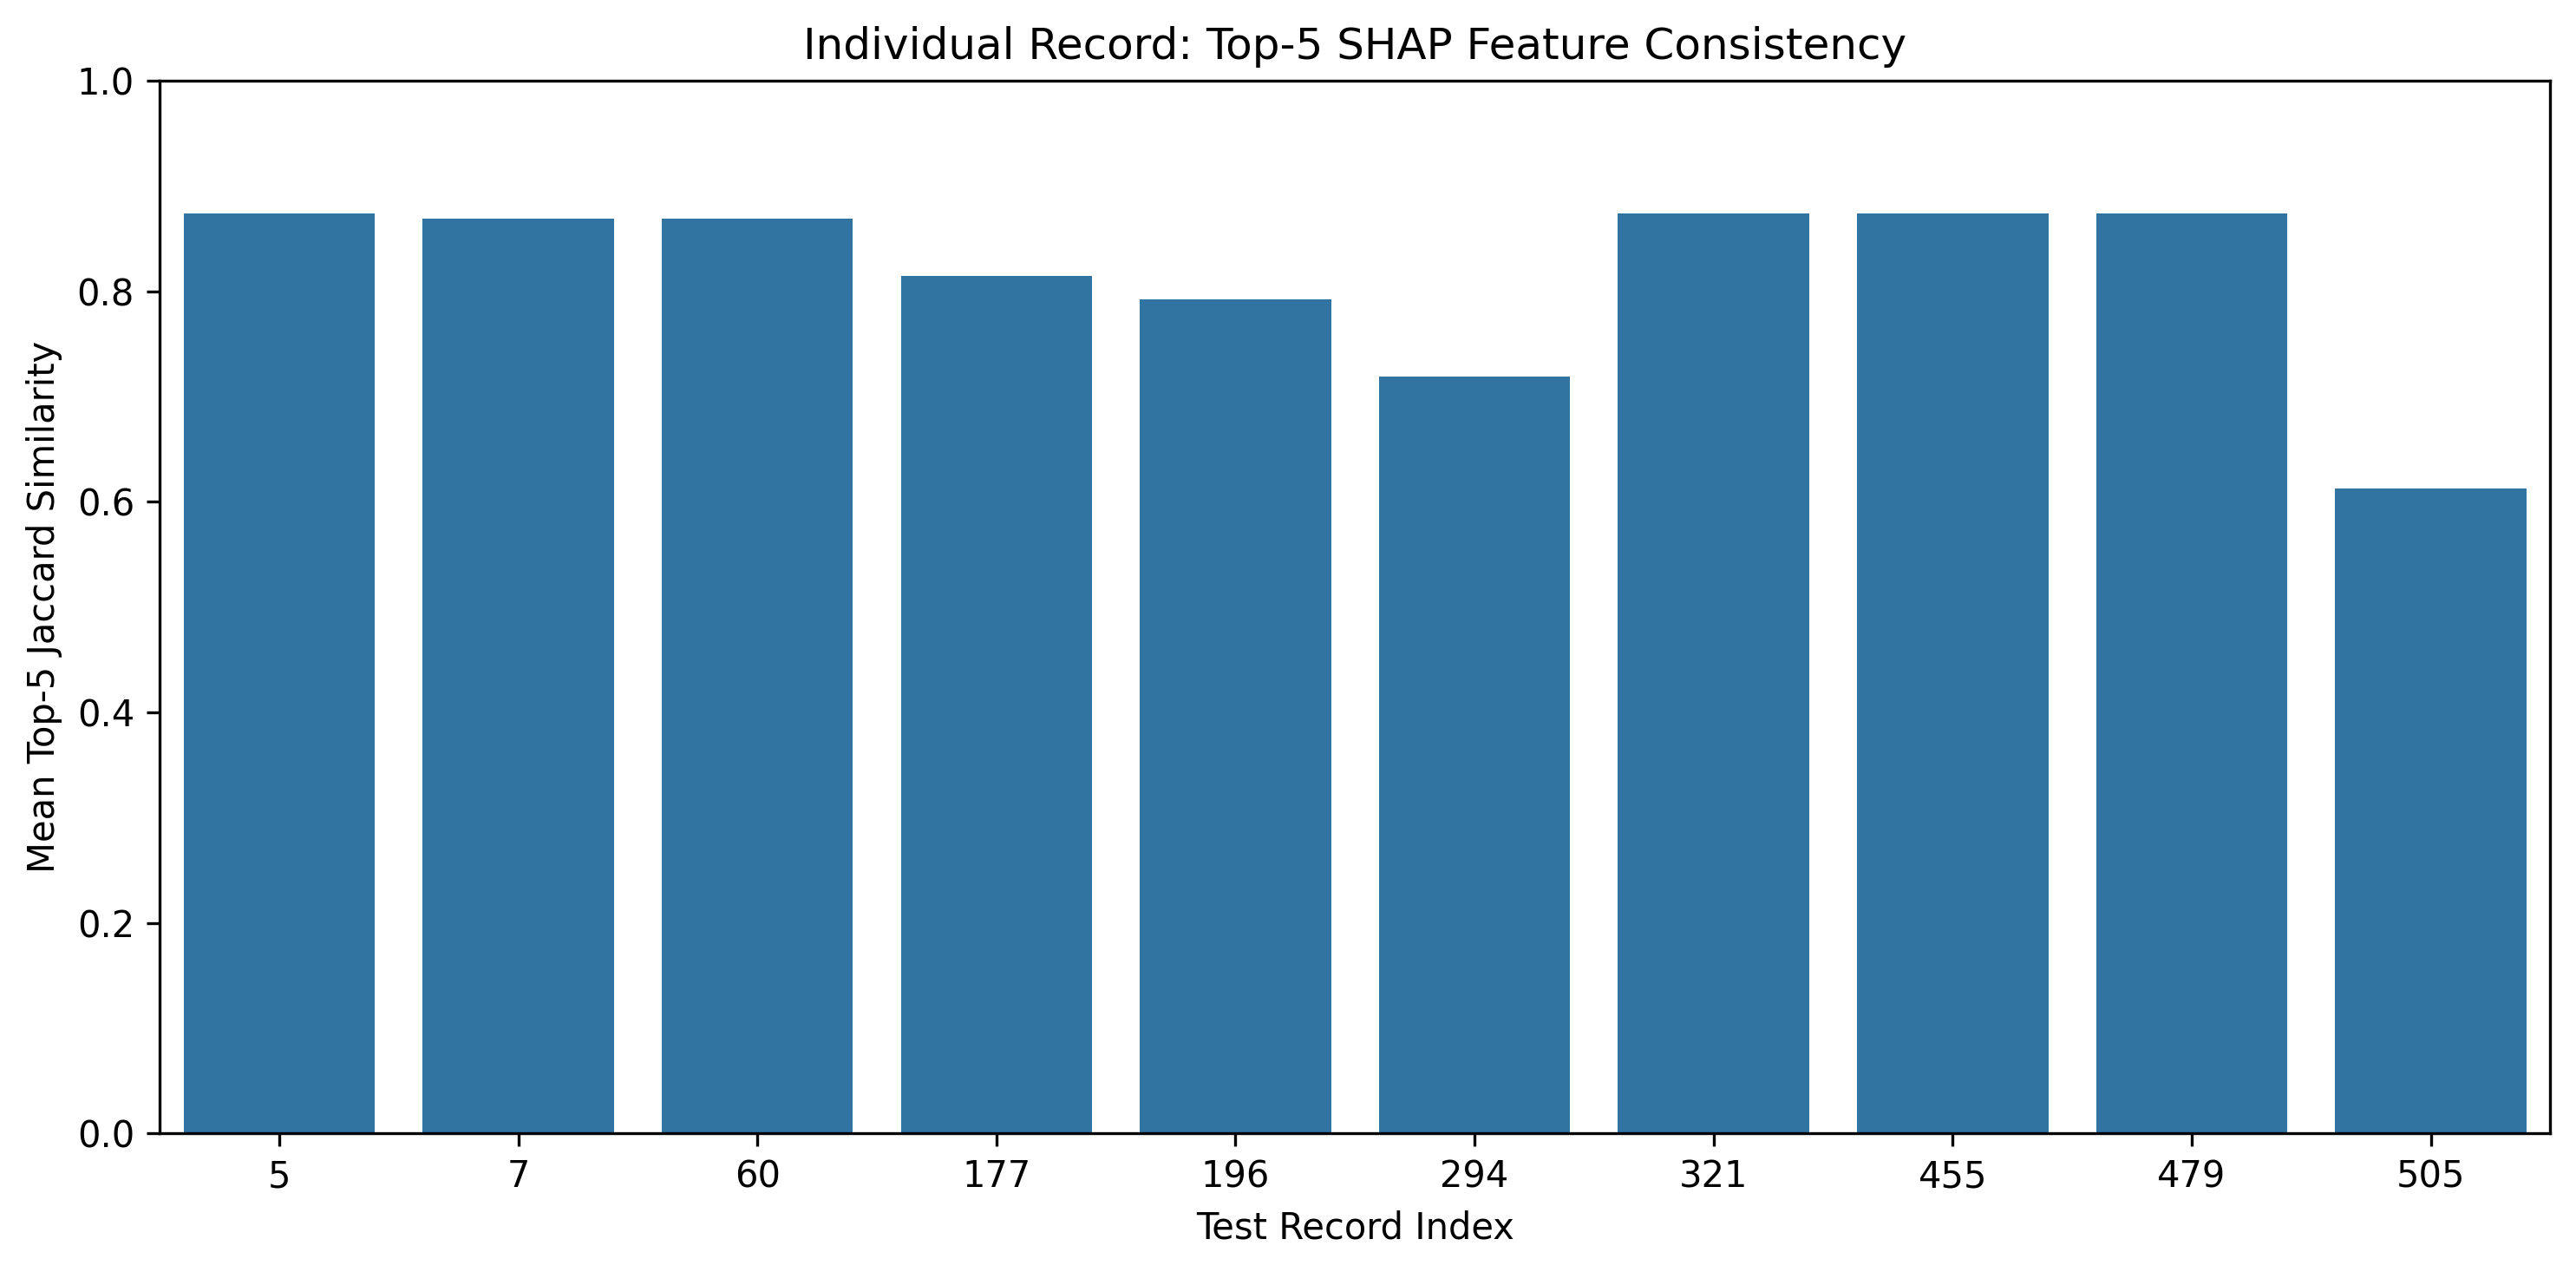 Individual Record: Top-5 SHAP Feature Consistency
Mean Top-5 Jaccard Similarity
1.0
0.8
0.6
0.4
0.2
0.0
5 7 60 177 196 294 321 455 479 505
Test Record Index